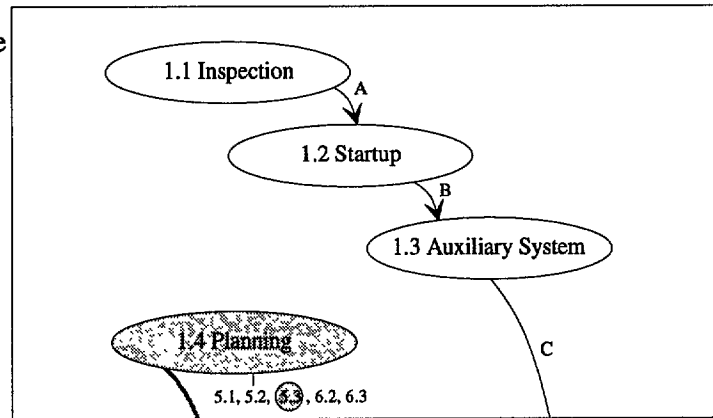 e
1.1 Inspection
A
1.2 Startup
B
1.3 Auxiliary System
1.4 Planning
C
5.1, 5.2, 5.3, 6.2, 6.3